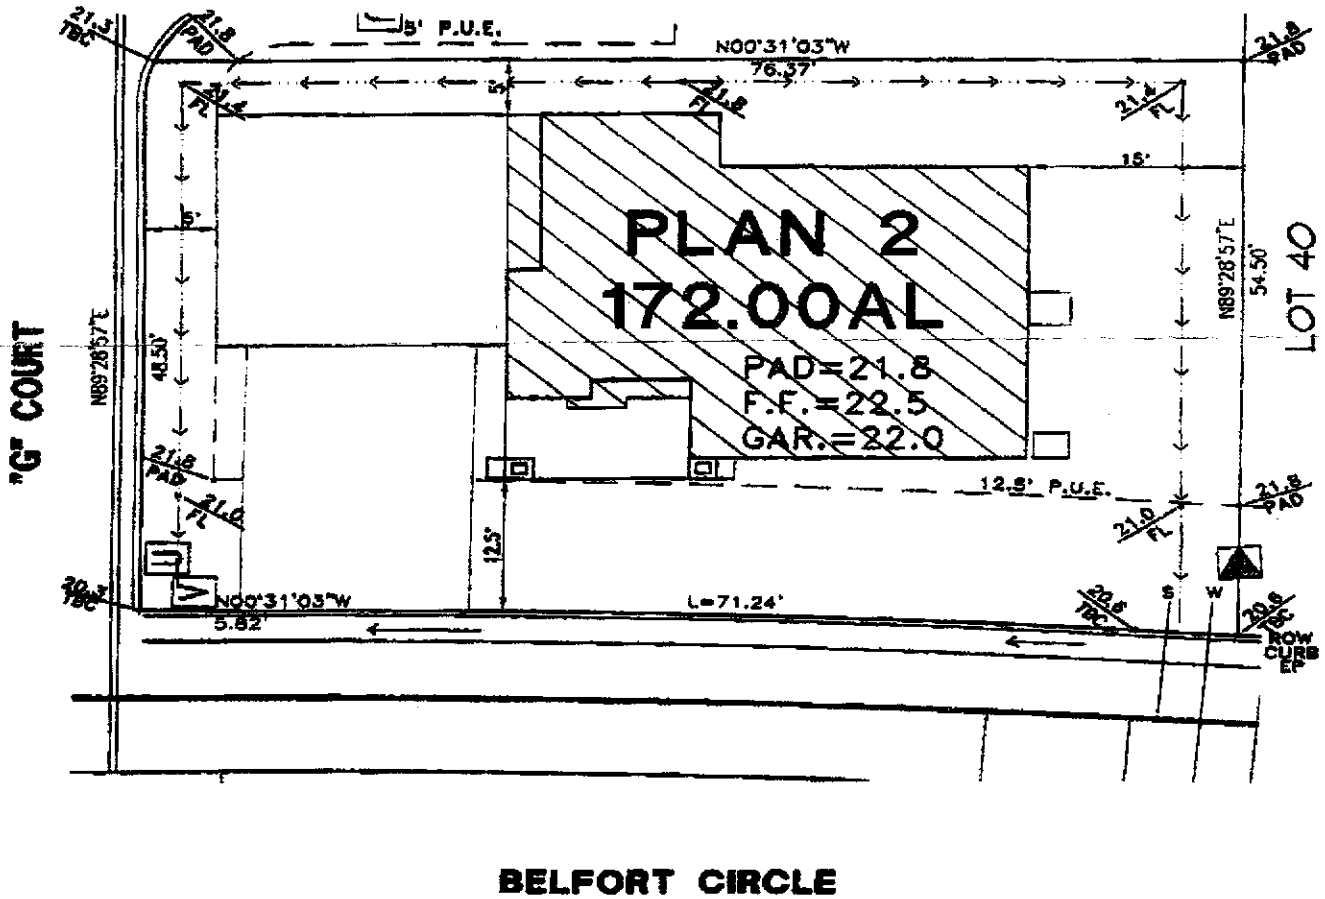 21.3
TBC
21.8
PAD
5' P.U.E.
N00°31'03"W
76.37'
21.8
PAD
21.4
FL
5'
21.8
FL
21.4
FL
15'
5'
PLAN 2
172.00AL
PAD=21.8
F.F.=22.5
GAR.=22.0
"G" COURT
N89°28'57"E
48.50'
N89°28'57"E
54.50'
LOT 40
21.8
PAD
21.0
FL
12.5' P.U.E.
21.8
PAD
21.0
FL
12.5'
20.3
TBC
N00°31'03"W
5.82'
L=71.24'
20.6
TBC
S
W
20.6
TBC
ROW
CURB
EP
BELFORT CIRCLE